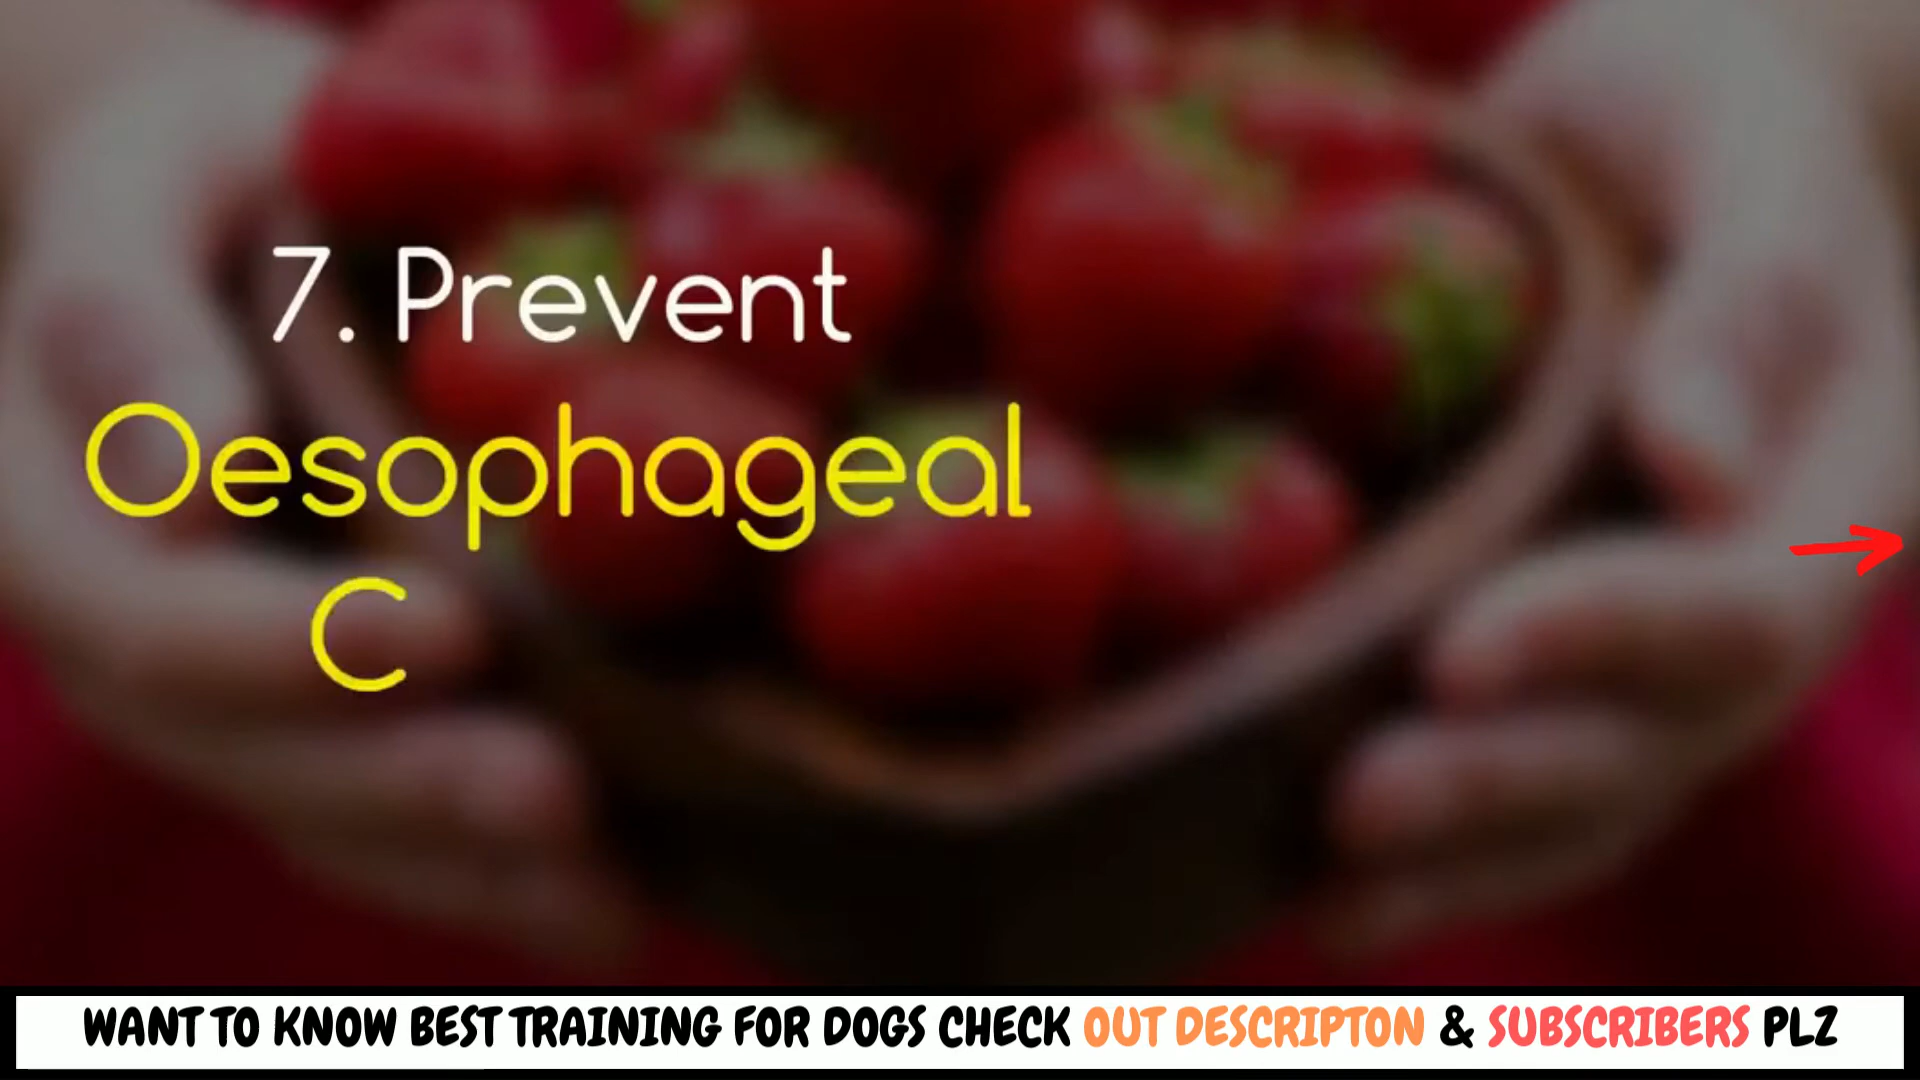 7. Prevent
Oesophageal
C
WANT TO KNOW BEST TRAINING FOR DOGS CHECK OUT DESCRIPTON & SUBSCRIBERS PLZ